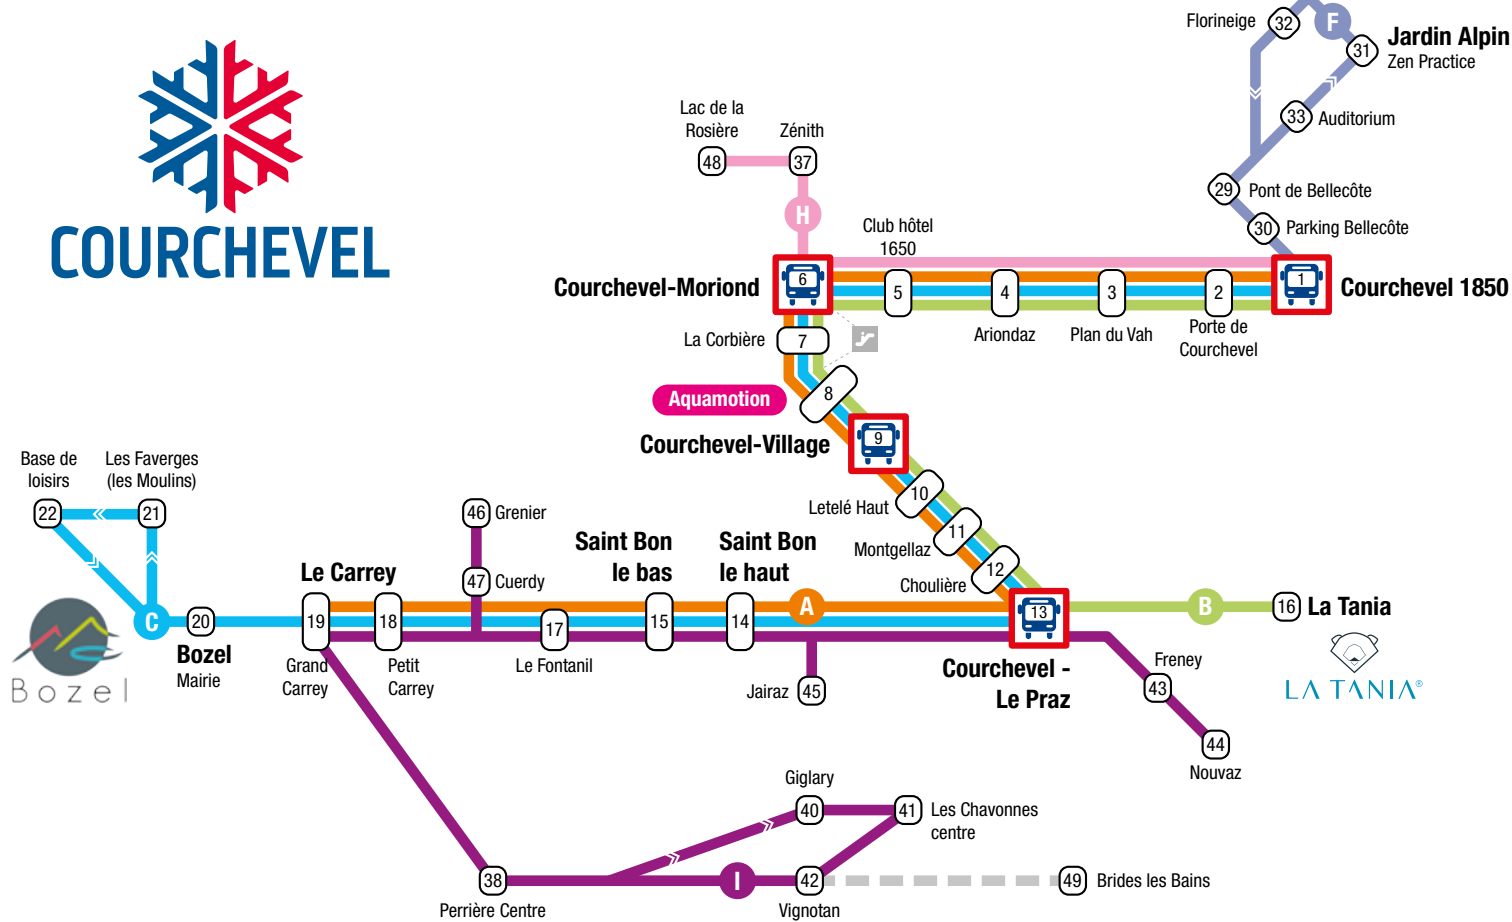 Florineige
32
F
31
Jardin Alpin
Zen Practice
33
Auditorium
Lac de la
Rosière
Zénith
48
37
29
Pont de Bellecôte
H
Club hôtel
1650
30
Parking Bellecôte
COURCHEVEL
Courchevel-Moriond
6
5
4
3
2
1
Courchevel 1850
Ariondaz
Plan du Vah
Porte de
Courchevel
La Corbière
7
8
Aquamotion
Courchevel-Village
9
Base de
loisirs
Les Faverges
(les Moulins)
22
21
46
Grenier
10
Letelé Haut
11
Montgellaz
12
Choulière
Saint Bon
le bas
Saint Bon
le haut
Le Carrey
47
Cuerdy
C
20
19
18
17
15
14
A
13
B
16
La Tania
Bozel
Mairie
Bozel
Grand
Carrey
Petit
Carrey
Le Fontanil
Jairaz
45
Courchevel -
Le Praz
Freney
43
LA TANIA®
44
Nouvaz
Giglary
40
41
Les Chavonnes
centre
38
I
42
49
Brides les Bains
Perrière Centre
Vignotan